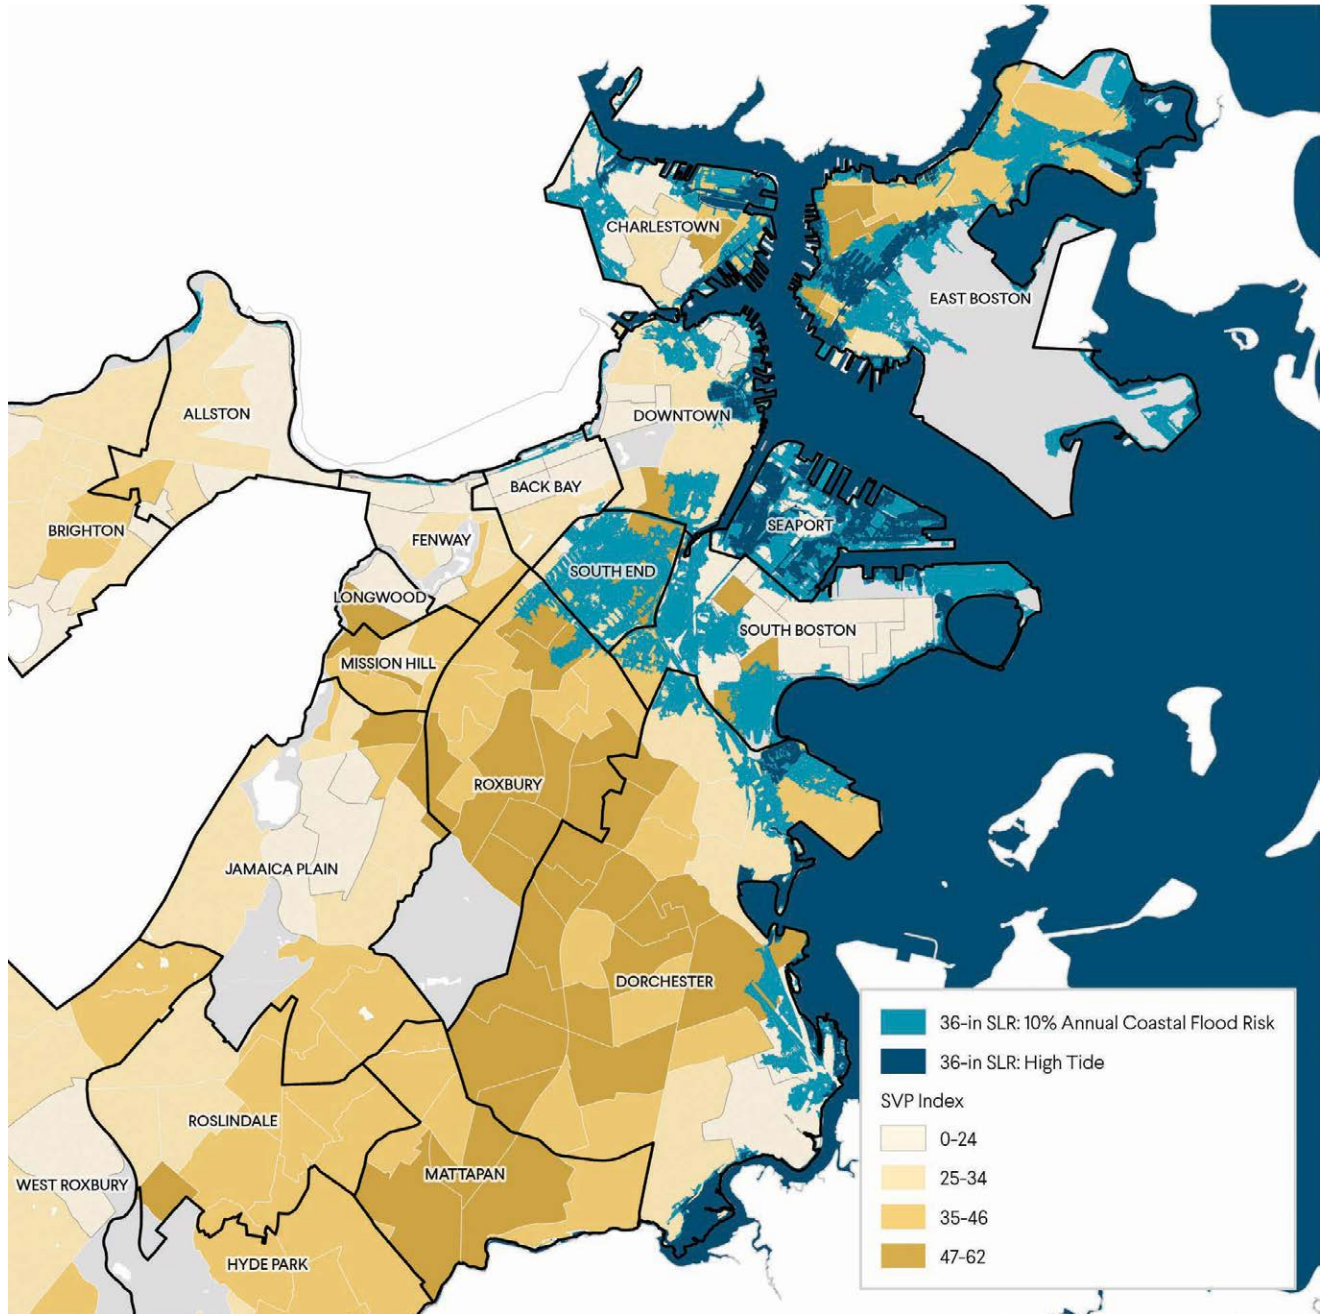 CHARLESTOWN
EAST BOSTON
ALLSTON
DOWNTOWN
BACK BAY
BRIGHTON
FENWAY
SEAPORT
SOUTH END
LONGWOOD
SOUTH BOSTON
MISSION HILL
ROXBURY
JAMAICA PLAIN
DORCHESTER
ROSLINDALE
MATTAPAN
WEST ROXBURY
HYDE PARK
36-in SLR: 10% Annual Coastal Flood Risk
36-in SLR: High Tide
SVP Index
0-24
25-34
35-46
47-62